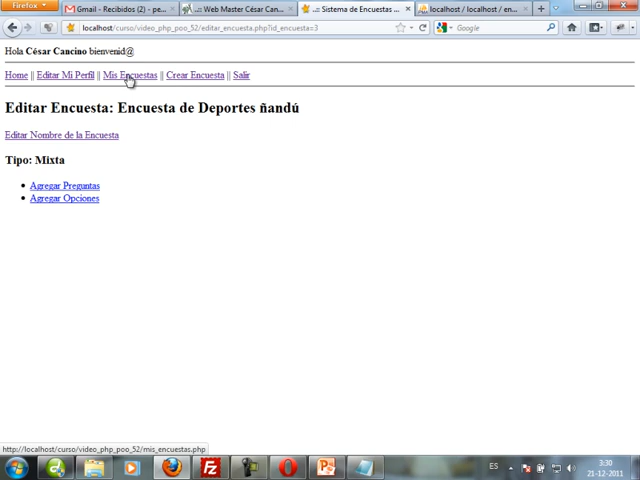 Firefox
Gmail - Recibidos (2) - pe...
..:: Web Master César Can...
..:: Sistema de Encuestas ...
localhost / localhost / en...
localhost/curso/video_php_poo_52/editar_encuesta.php?id_encuesta=3
Google
Hola César Cancino bienvenid@
Home || Editar Mi Perfil || Mis Encuestas || Crear Encuesta || Salir
Editar Encuesta: Encuesta de Deportes ñandú
Editar Nombre de la Encuesta
Tipo: Mixta
Agregar Preguntas
Agregar Opciones
http://localhost/curso/video_php_poo_52/mis_encuestas.php
ES
3:30
21-12-2011